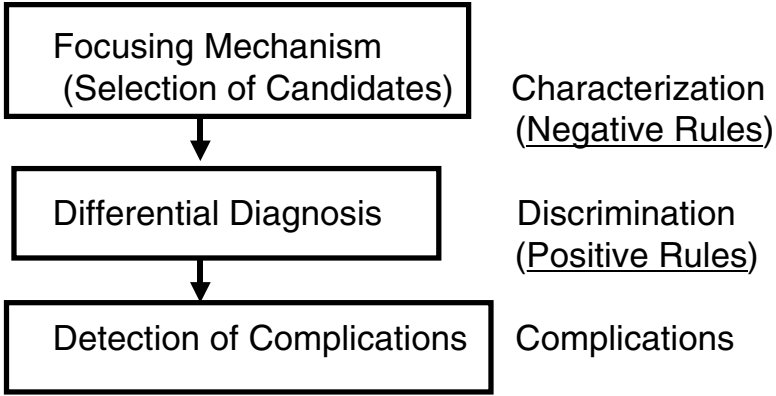 Focusing Mechanism
(Selection of Candidates)
Characterization
(Negative Rules)
Differential Diagnosis
Discrimination
(Positive Rules)
Detection of Complications
Complications